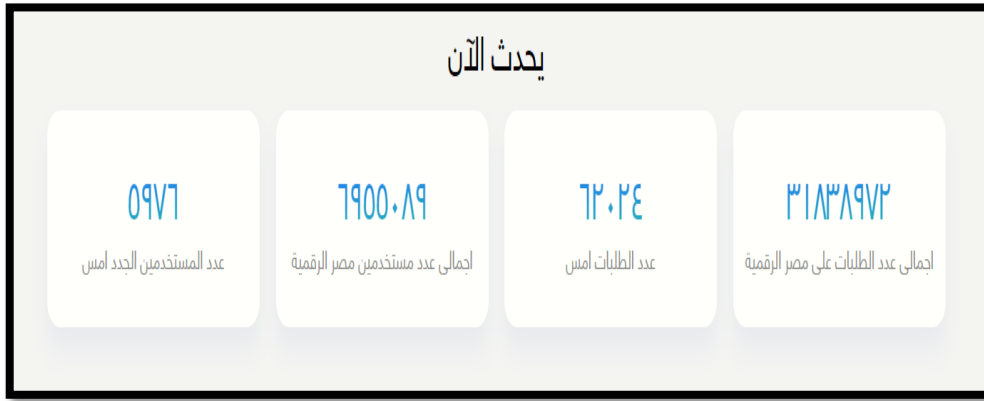 يحدث الآن
٣١٨٣٨٩٧٢
اجمالى عدد الطلبات على مصر الرقمية
٦٢٠٢٤
عدد الطلبات امس
٦٩٥٥٠٨٩
اجمالى عدد مستخدمين مصر الرقمية
٥٩٧٦
عدد المستخدمين الجدد امس